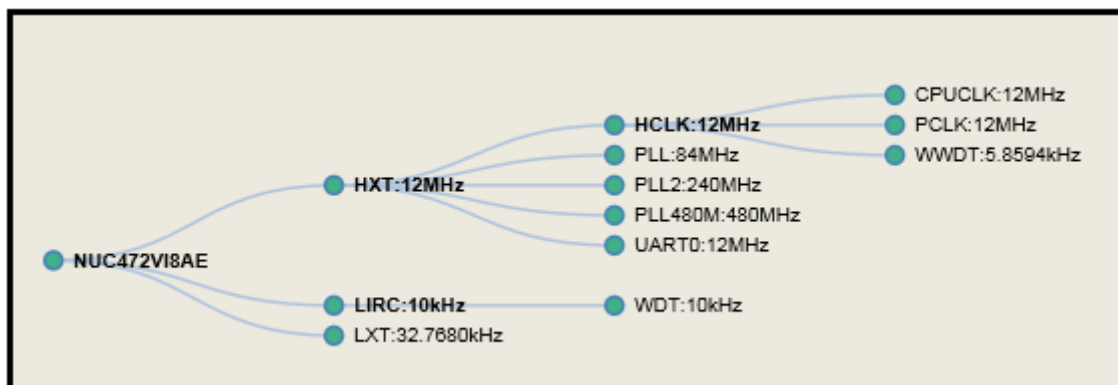 CPUCLK:12MHz
HCLK:12MHz
PCLK:12MHz
PLL:84MHz
WWDT:5.8594kHz
HXT:12MHz
PLL2:240MHz
PLL480M:480MHz
UART0:12MHz
NUC472VI8AE
LIRC:10kHz
WDT:10kHz
LXT:32.7680kHz